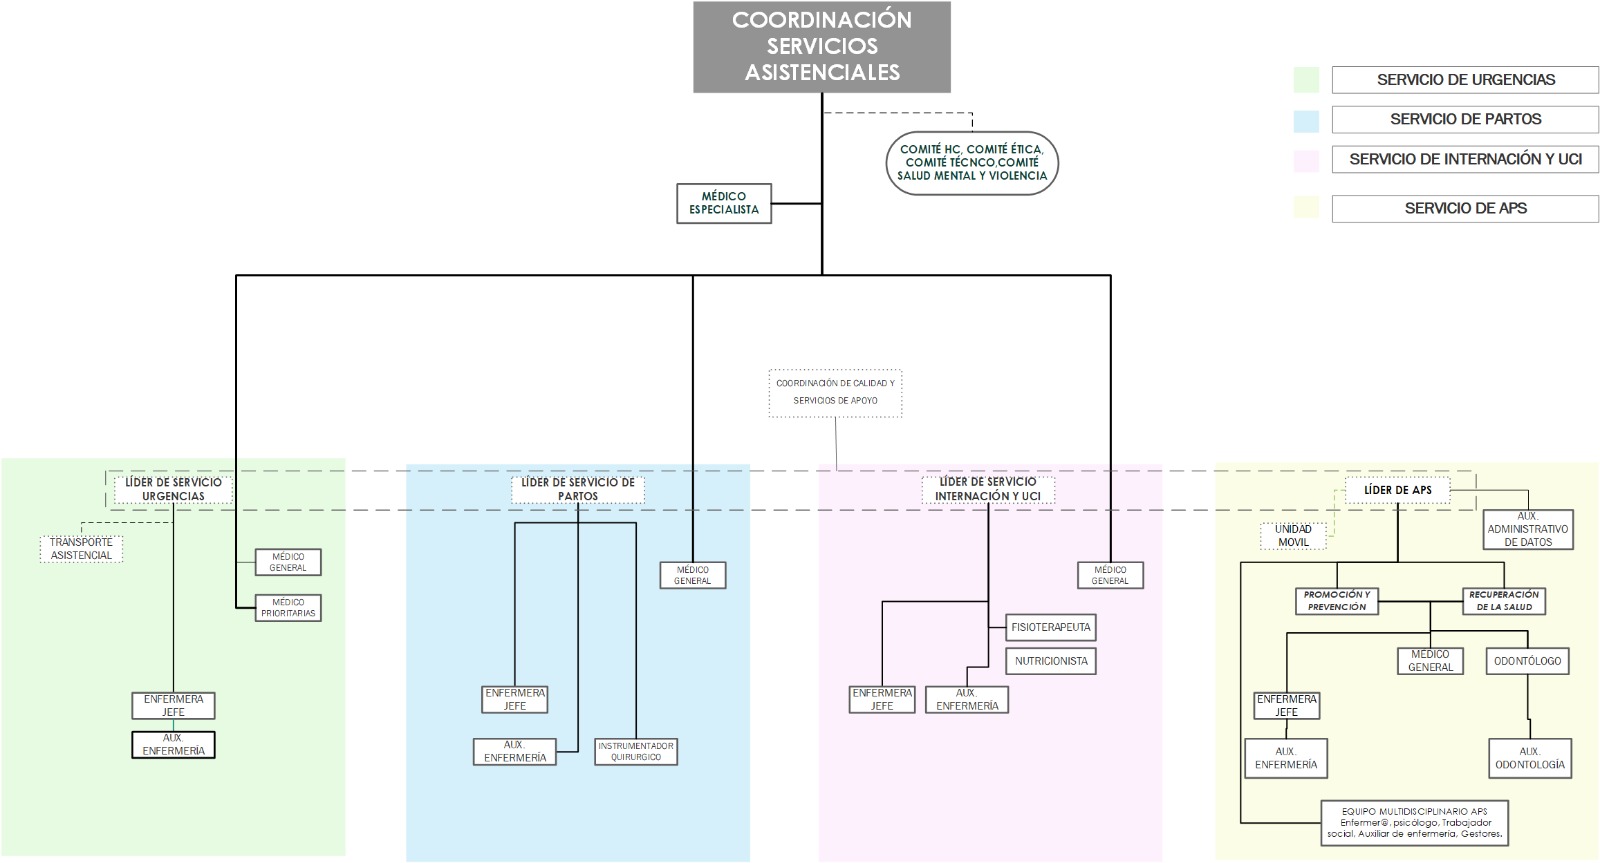 COORDINACIÓN
SERVICIOS
ASISTENCIALES
SERVICIO DE URGENCIAS
SERVICIO DE PARTOS
SERVICIO DE INTERNACIÓN Y UCI
SERVICIO DE APS
COMITÉ HC, COMITÉ ÉTICA,
COMITÉ TÉCNCO,COMITÉ
SALUD MENTAL Y VIOLENCIA
MÉDICO
ESPECIALISTA
COORDINACIÓN DE CALIDAD Y
SERVICIOS DE APOYO
LÍDER DE SERVICIO
URGENCIAS
TRANSPORTE
ASISTENCIAL
MÉDICO
GENERAL
MÉDICO
PRIORITARIAS
ENFERMERA
JEFE
AUX.
ENFERMERÍA
LÍDER DE SERVICIO DE
PARTOS
MÉDICO
GENERAL
ENFERMERA
JEFE
AUX.
ENFERMERÍA
INSTRUMENTADOR
QUIRURGICO
LÍDER DE SERVICIO
INTERNACIÓN Y UCI
MÉDICO
GENERAL
FISIOTERAPEUTA
NUTRICIONISTA
ENFERMERA
JEFE
AUX.
ENFERMERÍA
LÍDER DE APS
UNIDAD
MOVIL
AUX.
ADMINISTRATIVO
DE DATOS
PROMOCIÓN Y
PREVENCIÓN
RECUPERACIÓN
DE LA SALUD
MÉDICO
GENERAL
ODONTÓLOGO
ENFERMERA
JEFE
AUX.
ENFERMERÍA
AUX.
ODONTOLOGÍA
EQUIPO MULTIDISCIPLINARIO APS
Enfermer@, psicólogo, Trabajador
social, Auxiliar de enfermería, Gestores.